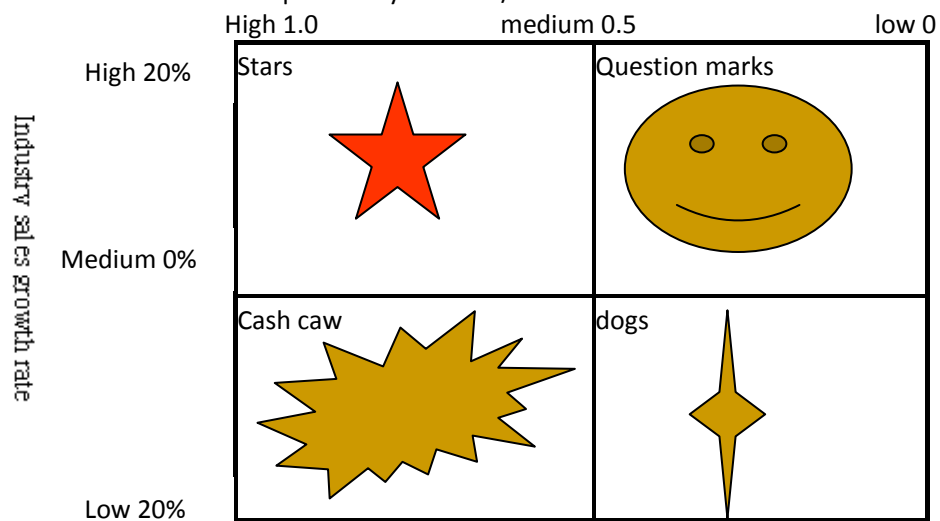 High 1.0 medium 0.5 low 0
High 20%
Stars
Question marks
Industry sales growth rate
Medium 0%
Cash caw
dogs
Low 20%